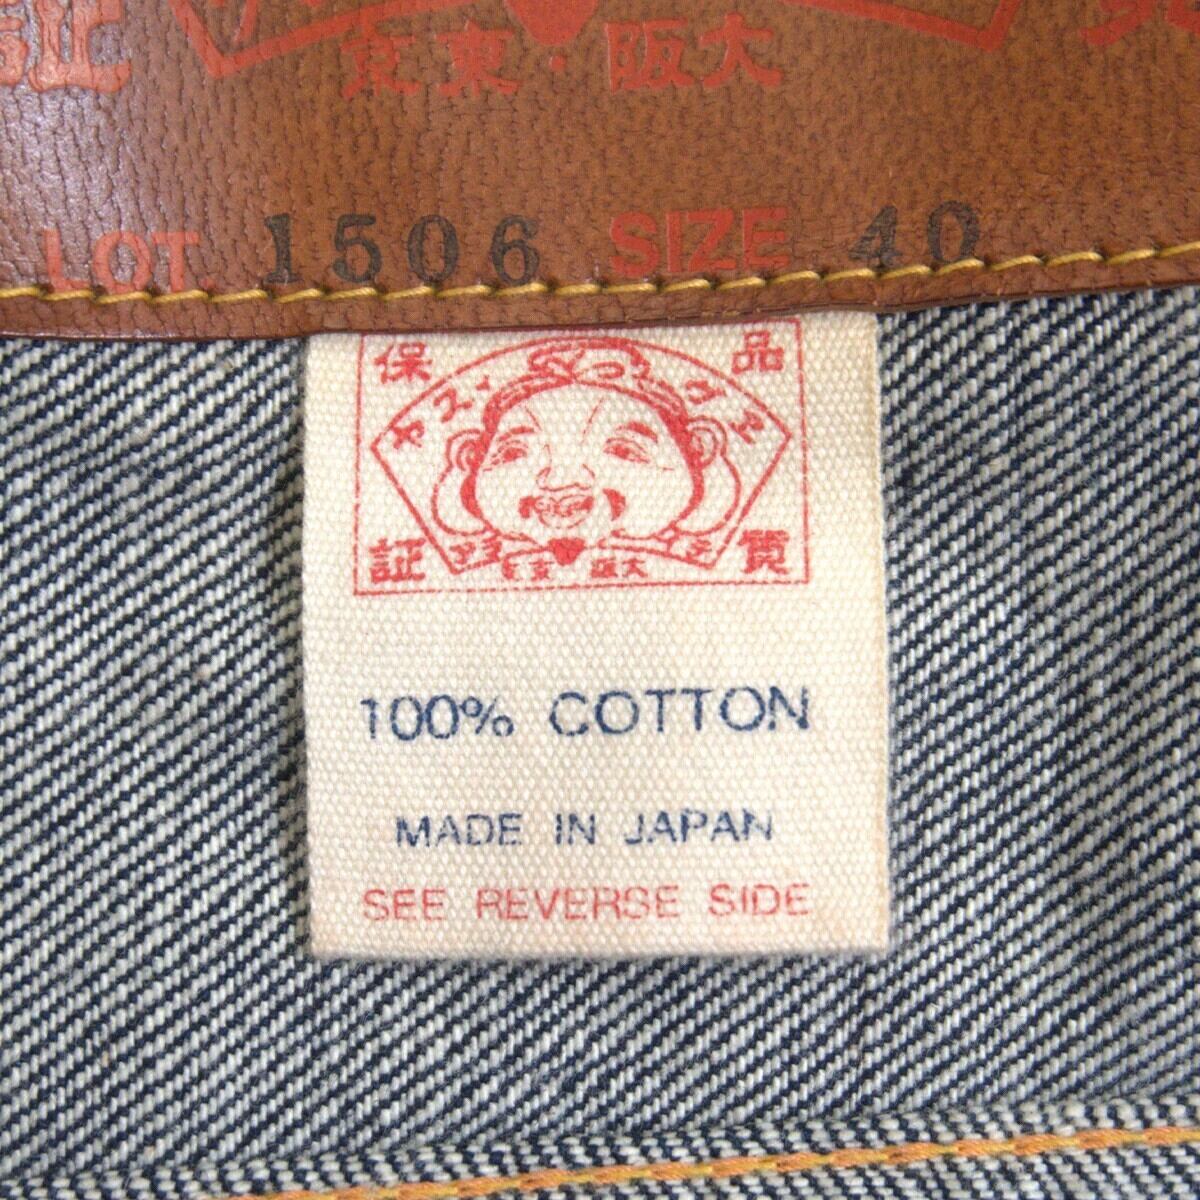 証
大阪・東京
LOT. 1506 SIZE 40
品
保
質
証
大阪 東京
100% COTTON
MADE IN JAPAN
SEE REVERSE SIDE